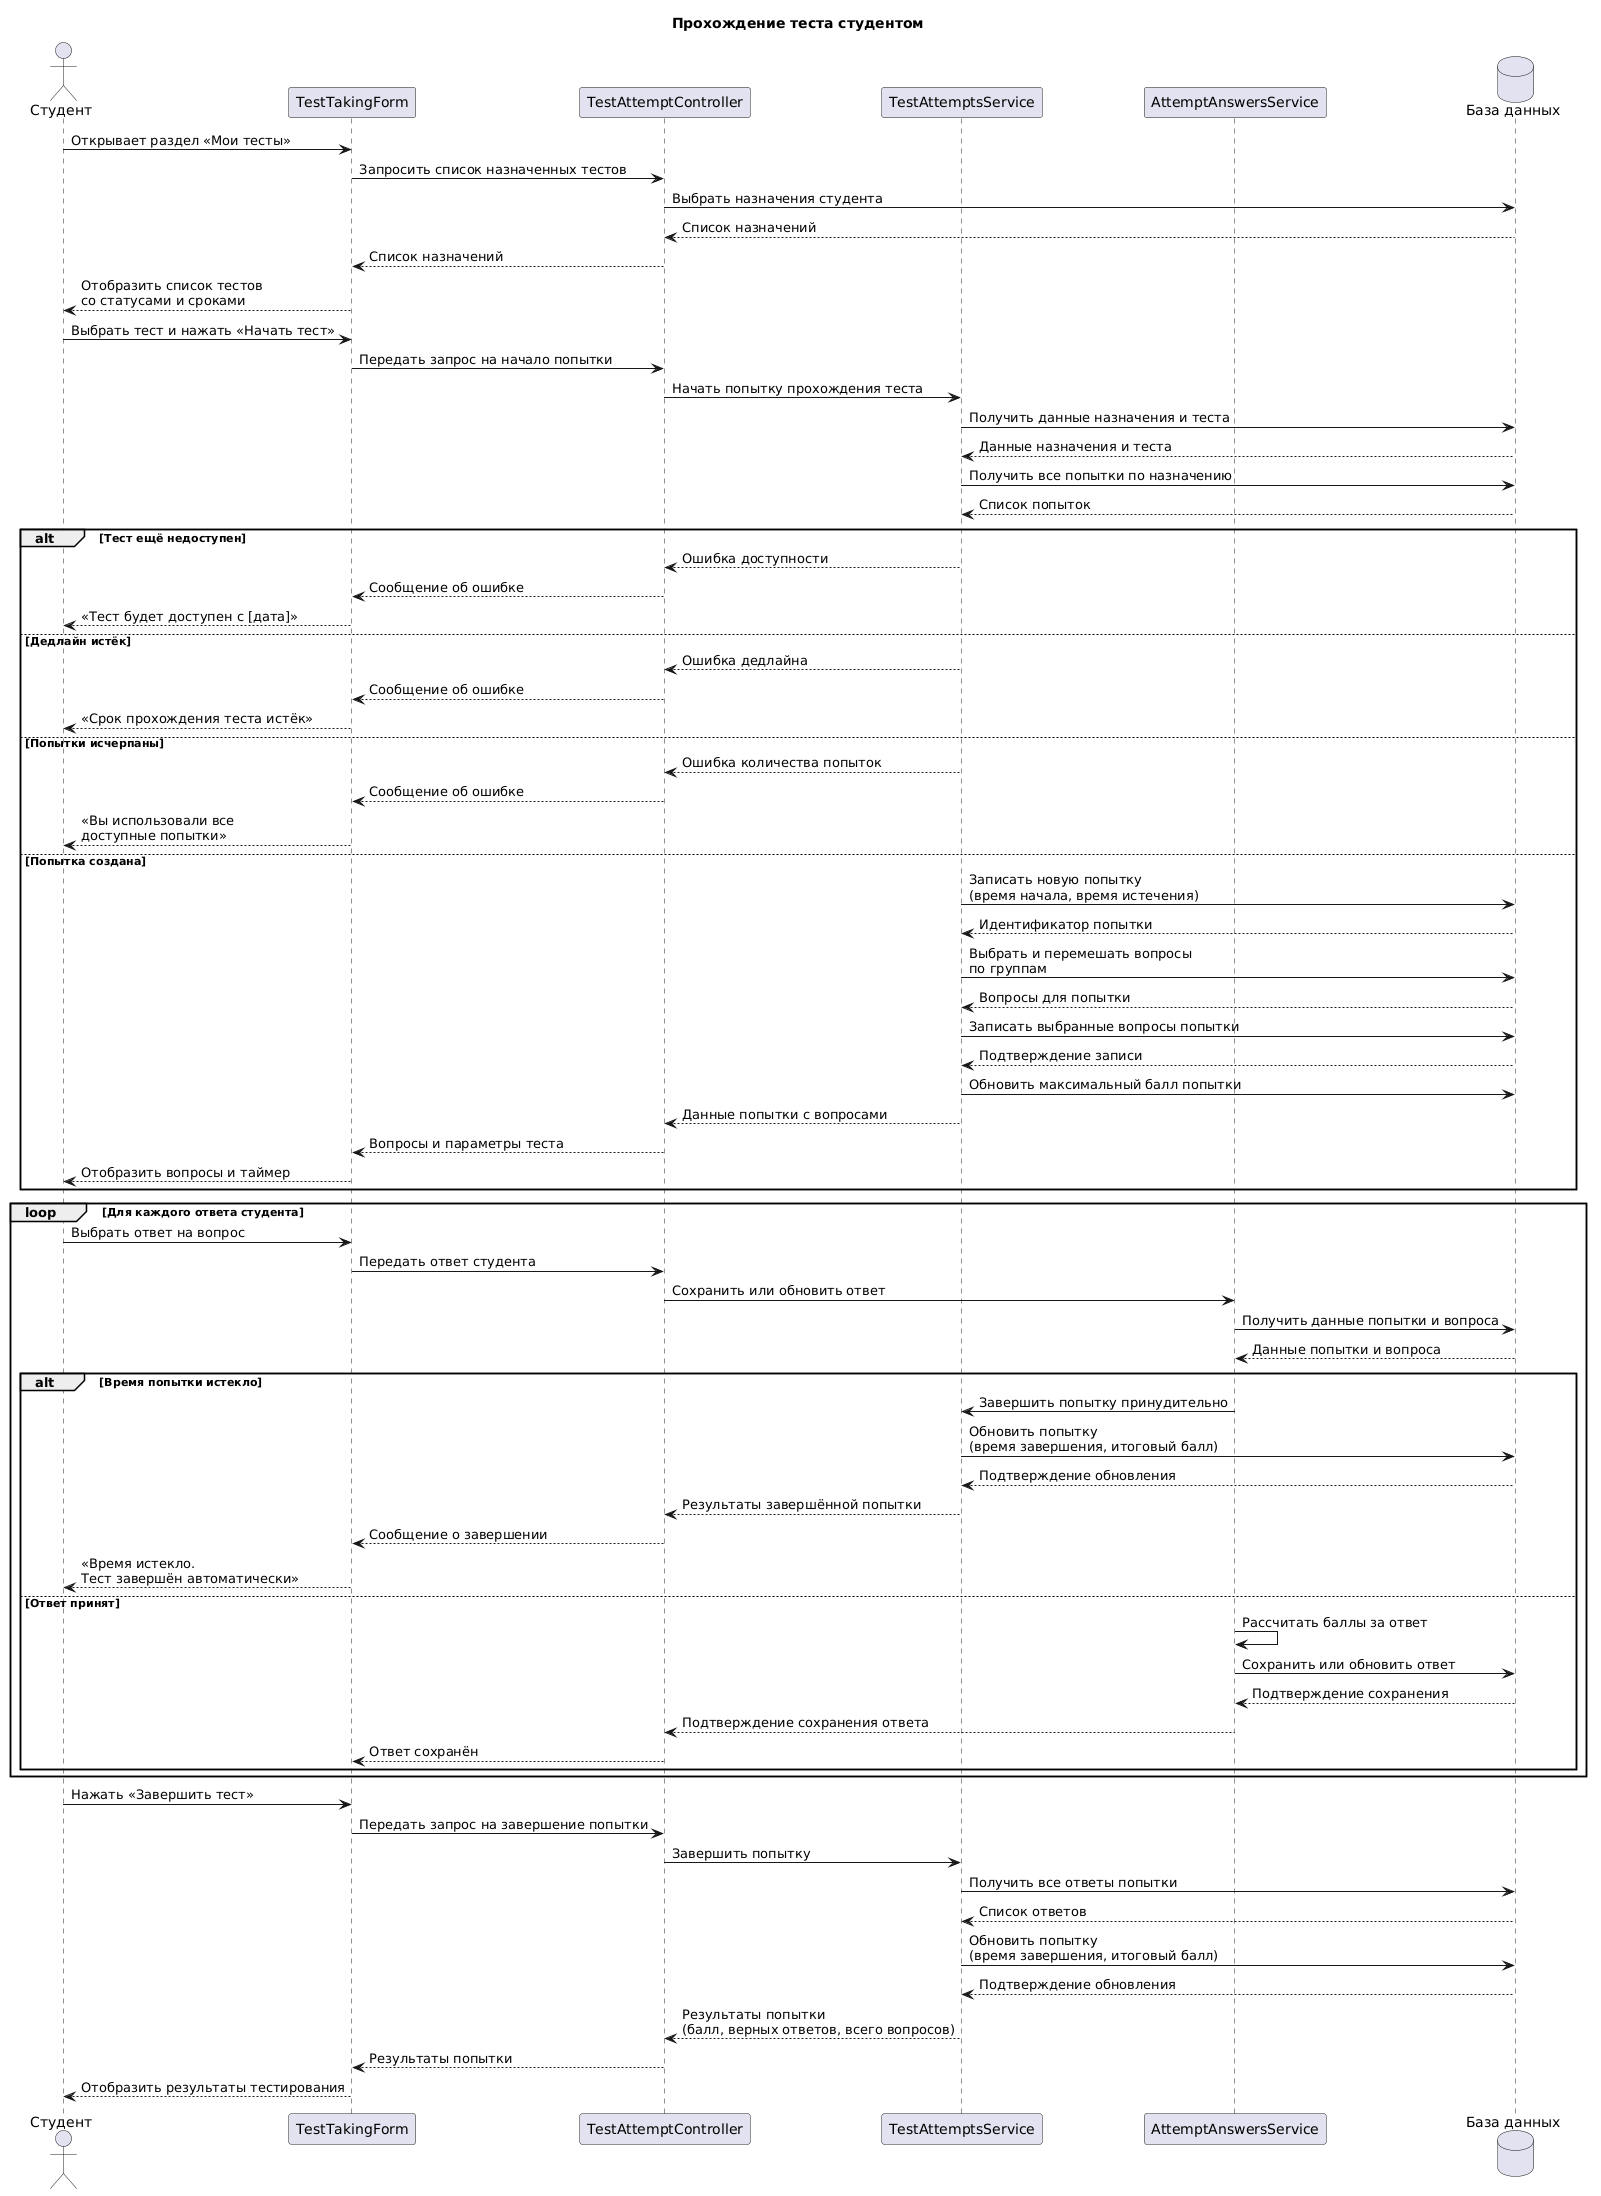 Прохождение теста студентом
Студент
TestTakingForm
TestAttemptController
TestAttemptsService
AttemptAnswersService
База данных
Открывает раздел «Мои тесты»
Запросить список назначенных тестов
Выбрать назначения студента
Список назначений
Список назначений
Отобразить список тестов
со статусами и сроками
Выбрать тест и нажать «Начать тест»
Передать запрос на начало попытки
Начать попытку прохождения теста
Получить данные назначения и теста
Данные назначения и теста
Получить все попытки по назначению
Список попыток
alt [Тест ещё недоступен]
Ошибка доступности
Сообщение об ошибке
«Тест будет доступен с [дата]»
[Дедлайн истёк]
Ошибка дедлайна
Сообщение об ошибке
«Срок прохождения теста истёк»
[Попытки исчерпаны]
Ошибка количества попыток
Сообщение об ошибке
«Вы использовали все
доступные попытки»
[Попытка создана]
Записать новую попытку
(время начала, время истечения)
Идентификатор попытки
Выбрать и перемешать вопросы
по группам
Вопросы для попытки
Записать выбранные вопросы попытки
Подтверждение записи
Обновить максимальный балл попытки
Данные попытки с вопросами
Вопросы и параметры теста
Отобразить вопросы и таймер
loop [Для каждого ответа студента]
Выбрать ответ на вопрос
Передать ответ студента
Сохранить или обновить ответ
Получить данные попытки и вопроса
Данные попытки и вопроса
alt [Время попытки истекло]
Завершить попытку принудительно
Обновить попытку
(время завершения, итоговый балл)
Подтверждение обновления
Результаты завершённой попытки
Сообщение о завершении
«Время истекло.
Тест завершён автоматически»
[Ответ принят]
Рассчитать баллы за ответ
Сохранить или обновить ответ
Подтверждение сохранения
Подтверждение сохранения ответа
Ответ сохранён
Нажать «Завершить тест»
Передать запрос на завершение попытки
Завершить попытку
Получить все ответы попытки
Список ответов
Обновить попытку
(время завершения, итоговый балл)
Подтверждение обновления
Результаты попытки
(балл, верных ответов, всего вопросов)
Результаты попытки
Отобразить результаты тестирования
Студент
TestTakingForm
TestAttemptController
TestAttemptsService
AttemptAnswersService
База данных